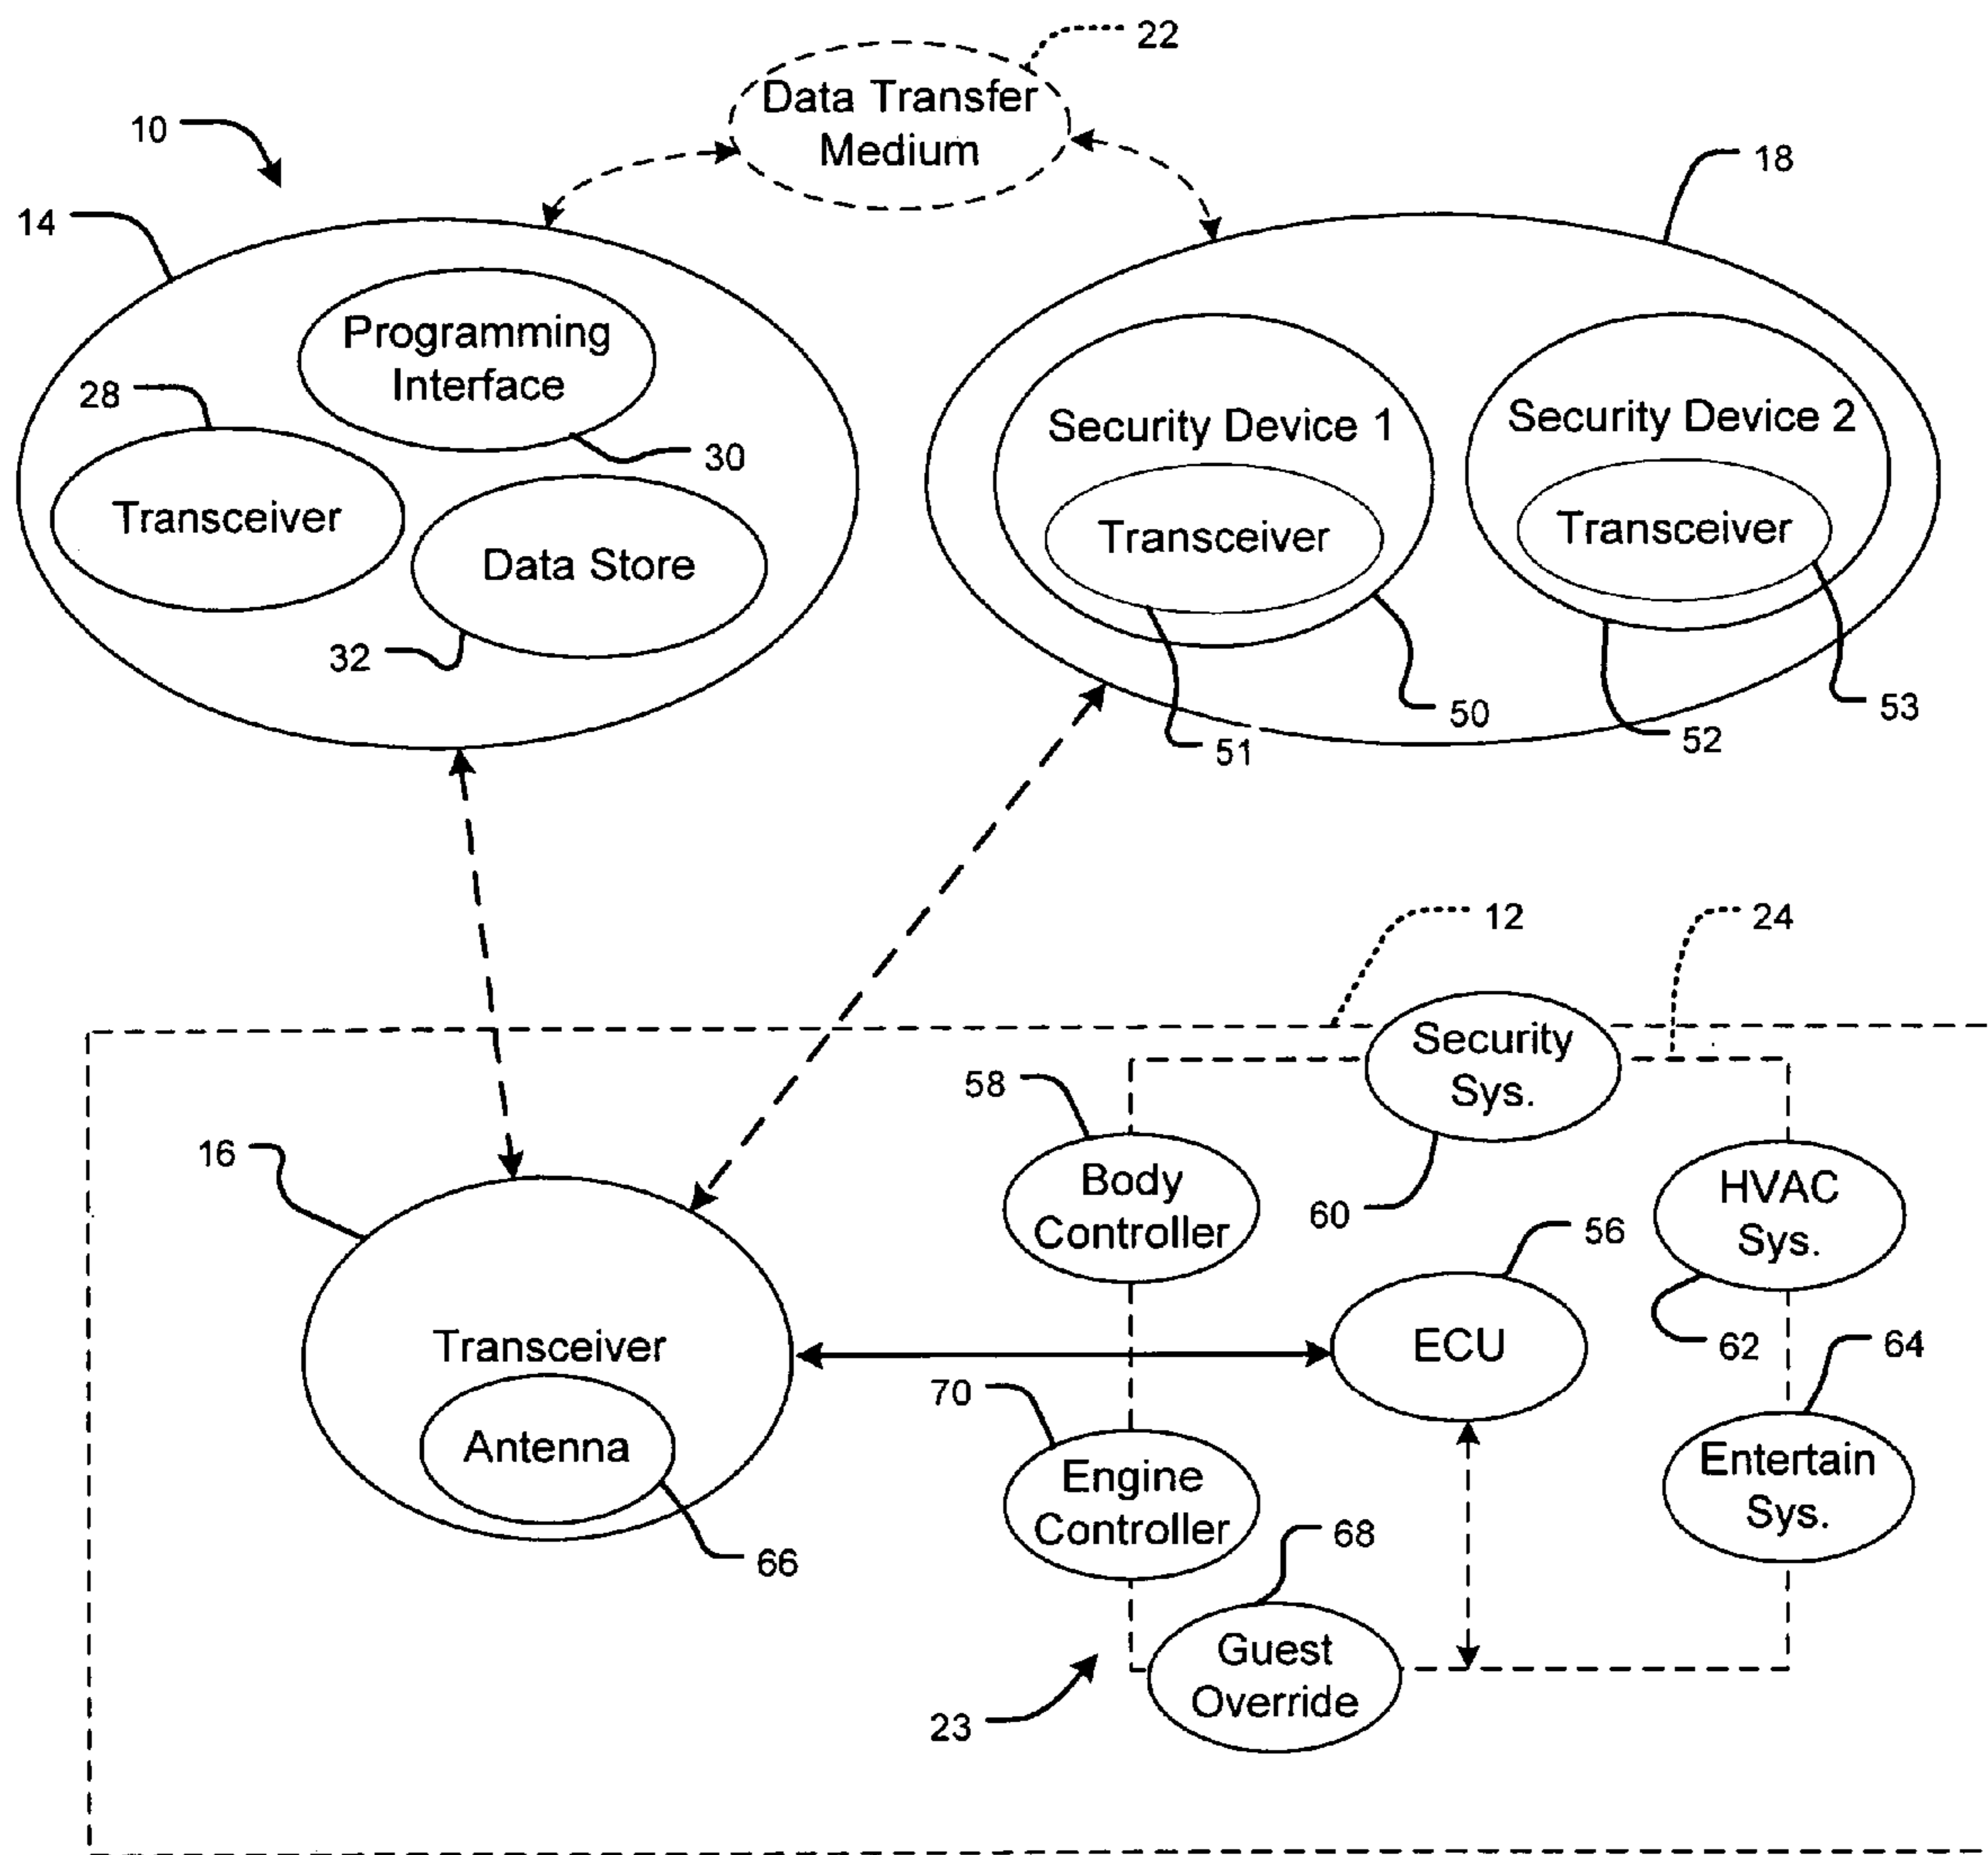 22
Data Transfer
Medium
10
18
14
Programming
Interface
28
30
Transceiver
Data Store
32
Security Device 1
Transceiver
Security Device 2
Transceiver
50
51
52
53
12
24
Security
Sys.
58
60
Body
Controller
HVAC
Sys.
16
56
62
64
Transceiver
ECU
Antenna
70
Engine
Controller
Entertain
Sys.
66
68
Guest
Override
23